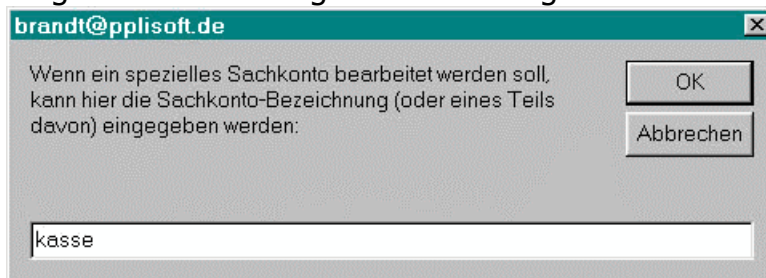 brandt@pplisoft.de
Wenn ein spezielles Sachkonto bearbeitet werden soll,
kann hier die Sachkonto-Bezeichnung (oder eines Teils
davon) eingegeben werden:
OK
Abbrechen
kasse